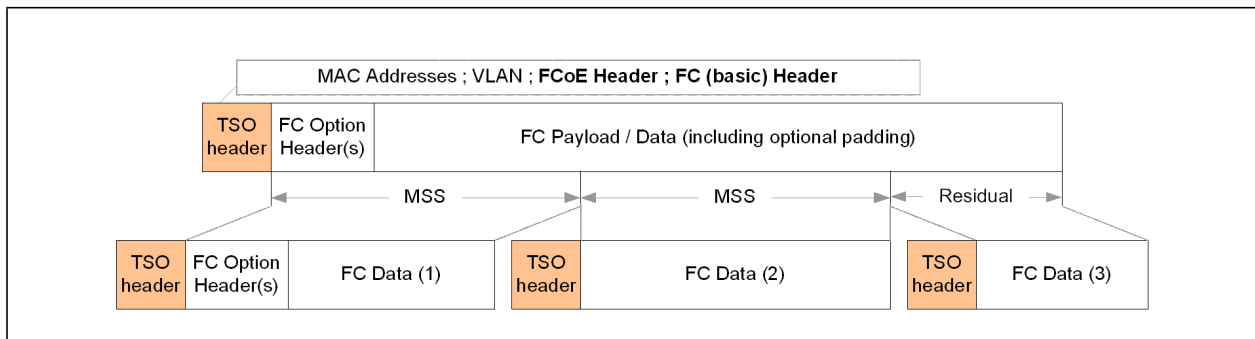 MAC Addresses ; VLAN ; FCoE Header ; FC (basic) Header
TSO header
FC Option Header(s)
FC Payload / Data (including optional padding)
MSS
MSS
Residual
TSO header
FC Option Header(s)
FC Data (1)
TSO header
FC Data (2)
TSO header
FC Data (3)